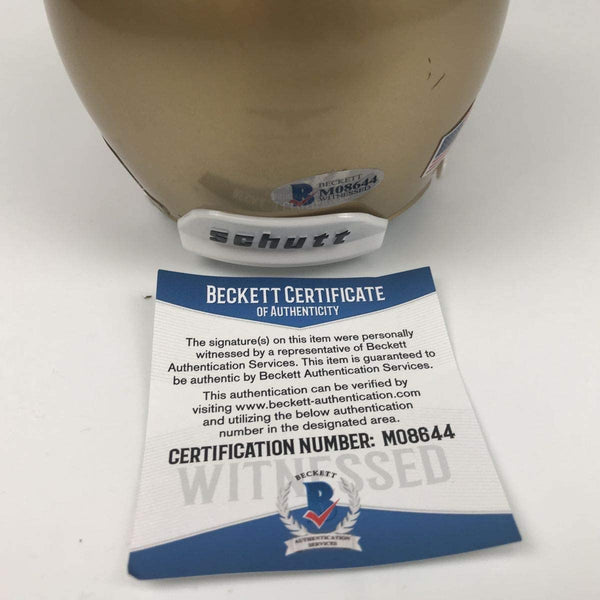 BECKETT
M08644
WITNESSED
B
schutt
BECKETT CERTIFICATE
OF AUTHENTICITY
The signature(s) on this item were personally
witnessed by a representative of Beckett
Authentication Services. This item is guaranteed to
be authentic by Beckett Authentication Services.
This authentication can be verified by
visiting www.beckett-authentication.com
and utilizing the below authentication
number in the designated area.
CERTIFICATION NUMBER: M08644
WITNESSED
BECKETT
B
AUTHENTICATION
SERVICES